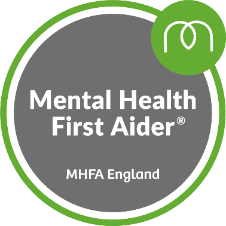 Mental Health
First Aider®
MHFA England